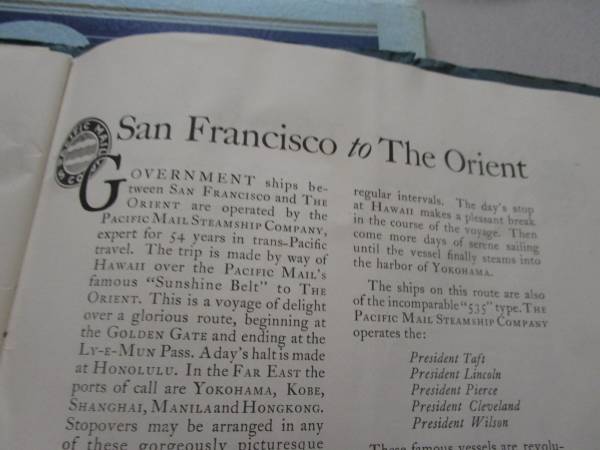 San Francisco to The Orient
PACIFIC MAIL
GOVERNMENT ships be-
tween SAN FRANCISCO and THE
ORIENT are operated by the
PACIFIC MAIL STEAMSHIP COMPANY,
expert for 54 years in trans-Pacific
travel. The trip is made by way of
HAWAII over the PACIFIC MAIL'S
famous "Sunshine Belt" to THE
ORIENT. This is a voyage of delight
over a glorious route, beginning at
the GOLDEN GATE and ending at the
LY-E-MUN Pass. A day's halt is made
at HONOLULU. In the FAR EAST the
ports of call are YOKOHAMA, KOBE,
SHANGHAI, MANILA and HONGKONG.
Stopovers may be arranged in any
of these gorgeously picturesque
regular intervals. The day's stop
at HAWAII makes a pleasant break
in the course of the voyage. Then
come more days of serene sailing
until the vessel finally steams into
the harbor of YOKOHAMA.
The ships on this route are also
of the incomparable "535" type. THE
PACIFIC MAIL STEAMSHIP COMPANY
operates the:
President Taft
President Lincoln
President Pierce
President Cleveland
President Wilson
These famous vessels are revolu-